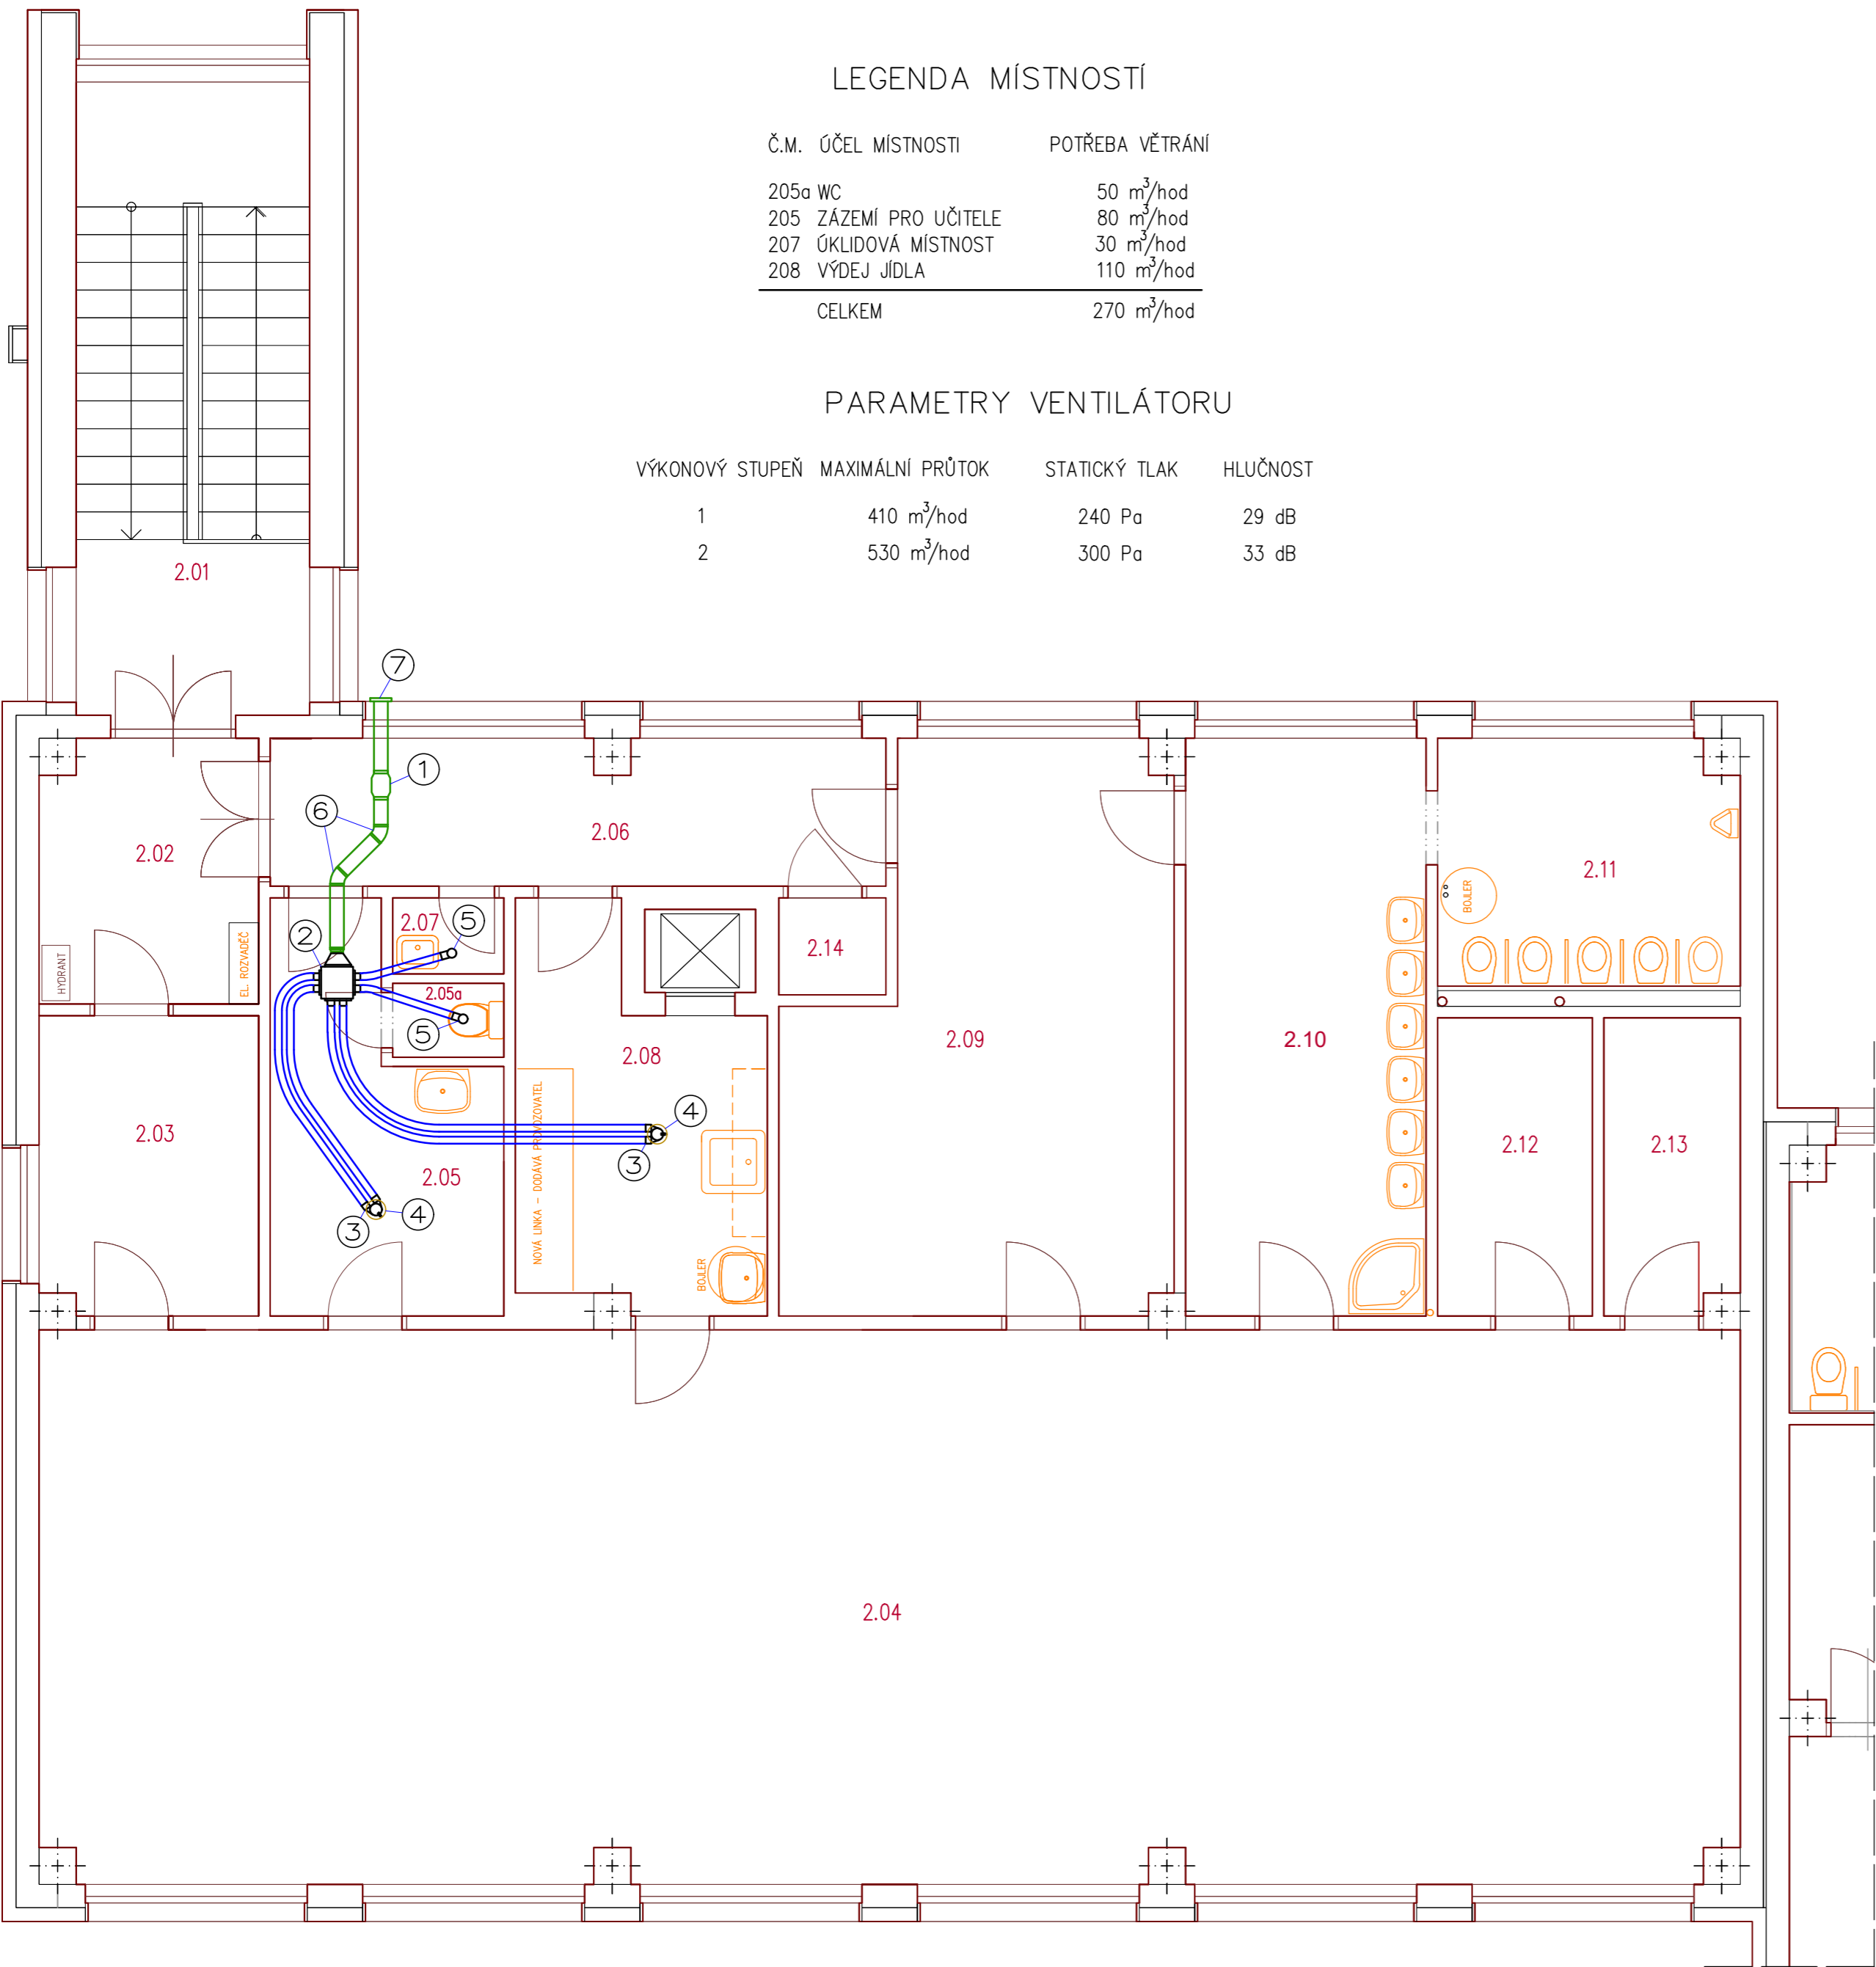 LEGENDA MÍSTNOSTÍ
Č.M. ÚČEL MÍSTNOSTI POTŘEBA VĚTRÁNÍ
205a WC 50 m³/hod
205 ZÁZEMÍ PRO UČITELE 80 m³/hod
207 ÚKLIDOVÁ MÍSTNOST 30 m³/hod
208 VÝDEJ JÍDLA 110 m³/hod
CELKEM 270 m³/hod
PARAMETRY VENTILÁTORU
VÝKONOVÝ STUPEŇ MAXIMÁLNÍ PRŮTOK STATICKÝ TLAK HLUČNOST
1 410 m³/hod 240 Pa 29 dB
2 530 m³/hod 300 Pa 33 dB
2.01
7
1
6
2.06
2.02
2.11
BOJLER
2.07
5
2
2.14
EL. ROZVADĚČ
HYDRANT
2.05a
5
2.08
2.09
2.10
NOVÁ LINKA - DODÁVÁ PROVOZOVATEL
4
2.03
3
2.12
2.13
2.05
4
3
BOJLER
2.04